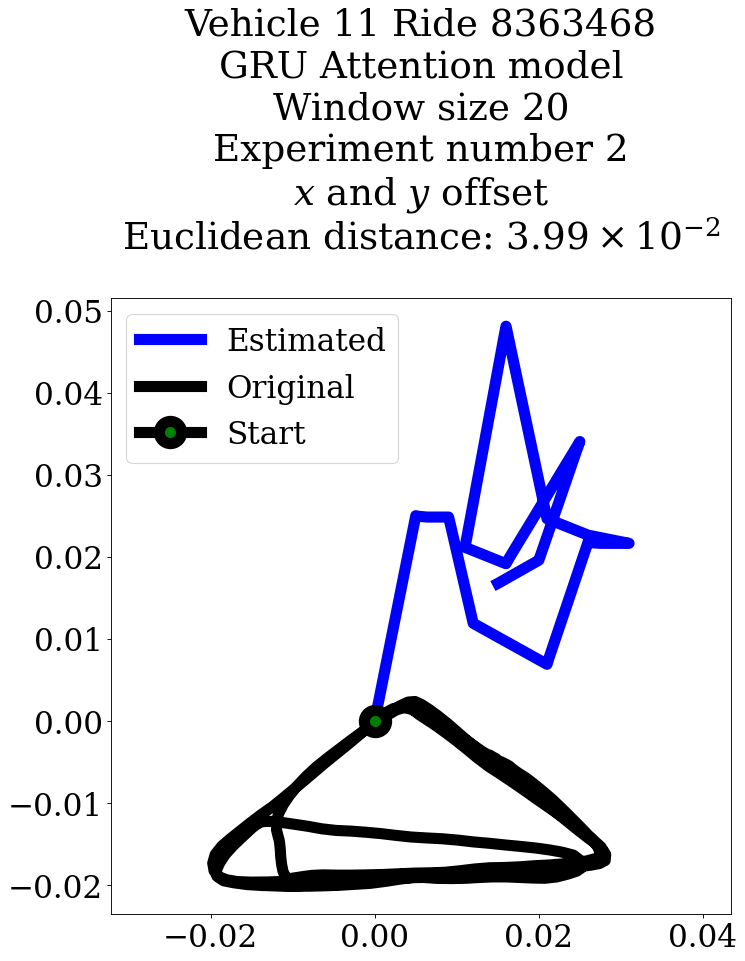 Vehicle 11 Ride 8363468
GRU Attention model
Window size 20
Experiment number 2
x and y offset
Euclidean distance: 3.99 × 10⁻²
Estimated
Original
Start
0.05
0.04
0.03
0.02
0.01
0.00
−0.01
−0.02
−0.02 0.00 0.02 0.04